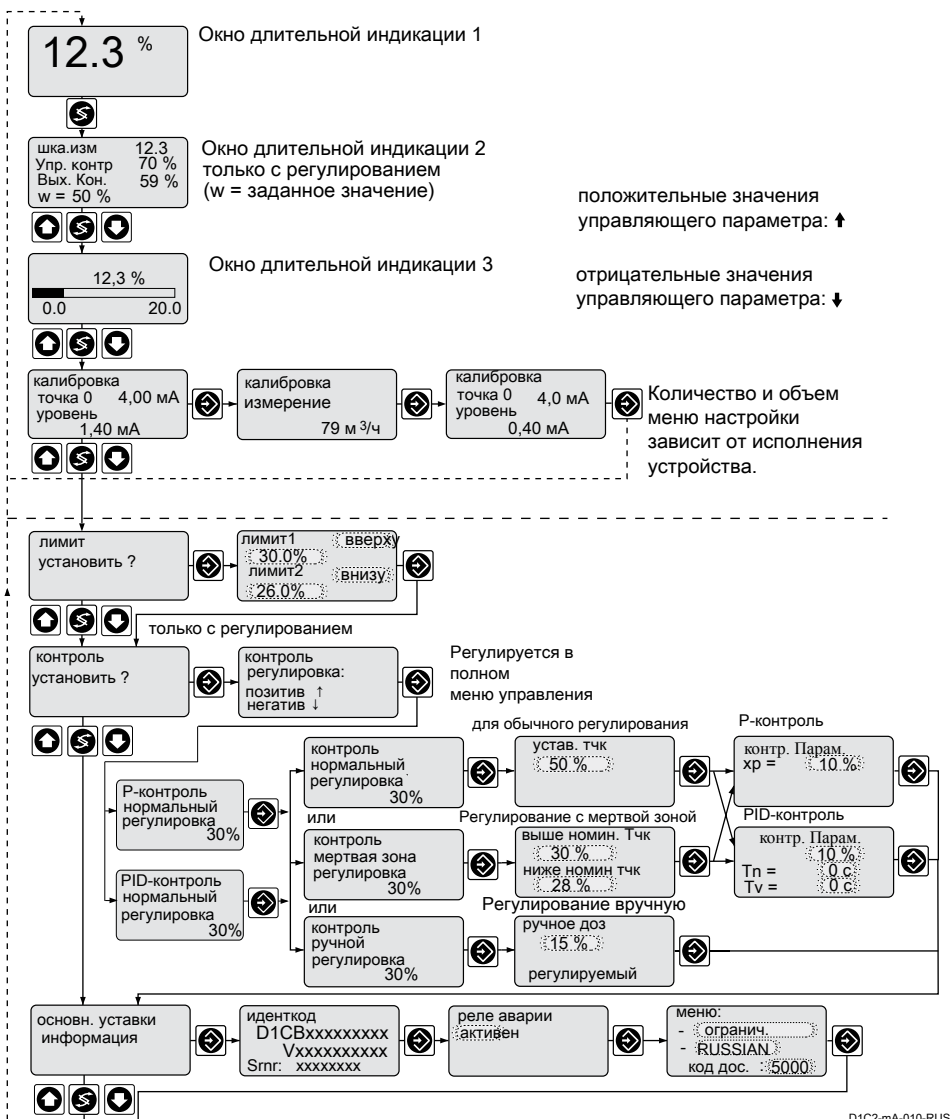 12.3 %
Окно длительной индикации 1
шка.изм 12.3
Упр. контр 70 %
Вых. Кон. 59 %
w = 50 %
Окно длительной индикации 2
только с регулированием
(w = заданное значение)
положительные значения
управляющего параметра: ⬆
12,3 %
0.0 20.0
Окно длительной индикации 3
отрицательные значения
управляющего параметра: ⬇
калибровка
точка 0 4,00 мА
уровень
1,40 мА
калибровка
измерение
79 м³/ч
калибровка
точка 0 4,0 мА
уровень
0,40 мА
Количество и объем
меню настройки
зависит от исполнения
устройства.
лимит
установить ?
лимит1 вверху
30.0%
лимит2 внизу
26.0%
только с регулированием
контроль
установить ?
контроль
регулировка:
позитив ↑
негатив ↓
Регулируется в
полном
меню управления
P-контроль
нормальный
регулировка
30%
PID-контроль
нормальный
регулировка
30%
контроль
нормальный
регулировка
30%
или
контроль
мертвая зона
регулировка
30%
или
контроль
ручной
регулировка
30%
для обычного регулирования
устав. тчк
50 %
Регулирование с мертвой зоной
выше номин. Тчк
30 %
ниже номин тчк
28 %
Регулирование вручную
ручное доз
15 %
регулируемый
P-контроль
контр. Парам.
xp = 10 %
PID-контроль
контр. Парам.
10 %
Tn = 0 с
Tv = 0 с
основн. уставки
информация
иденткод
D1CBxxxxxxxxx
Vxxxxxxxxxx
Srnr: xxxxxxxx
реле аварии
активен
меню:
- огранич.
- RUSSIAN
код дос. : 5000
D1C2-mA-010-RUS